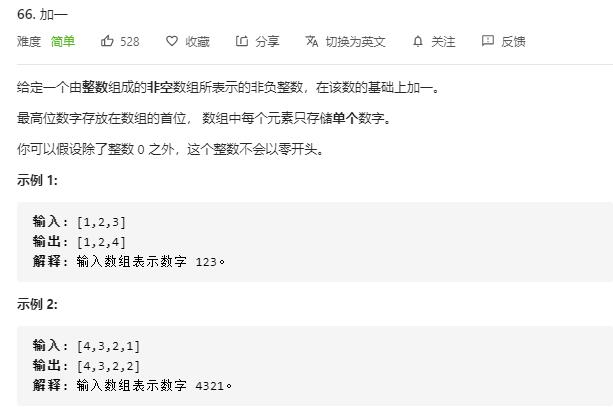 66. 加一
难度 简单 528 收藏 分享 切换为英文 关注 反馈
给定一个由整数组成的非空数组所表示的非负整数，在该数的基础上加一。
最高位数字存放在数组的首位， 数组中每个元素只存储单个数字。
你可以假设除了整数 0 之外，这个整数不会以零开头。
示例 1:
输入: [1,2,3]
输出: [1,2,4]
解释: 输入数组表示数字 123。
示例 2:
输入: [4,3,2,1]
输出: [4,3,2,2]
解释: 输入数组表示数字 4321。